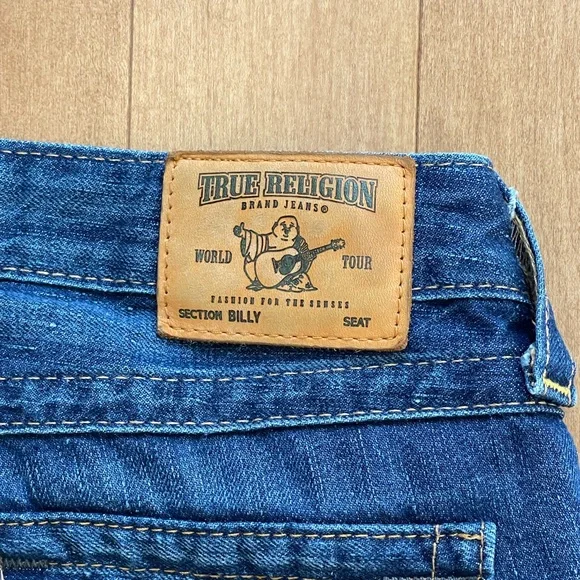 TRUE RELIGION
BRAND JEANS®
WORLD TOUR
FASHION FOR THE SENSES
SECTION BILLY SEAT